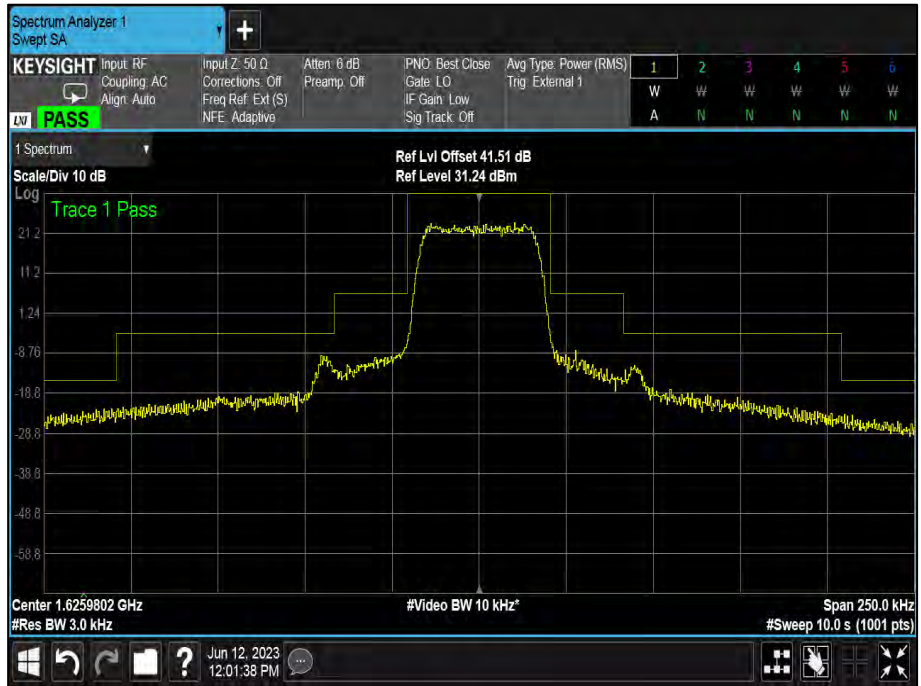 Spectrum Analyzer 1
Swept SA
+
KEYSIGHT
Input: RF
Coupling: AC
Align: Auto
Input Z: 50 Ω
Corrections: Off
Freq Ref: Ext (S)
NFE: Adaptive
Atten: 6 dB
Preamp: Off
PNO: Best Close
Gate: LO
IF Gain: Low
Sig Track: Off
Avg Type: Power (RMS)
Trig: External 1
1 2 3 4 5 6
W W W W W W
A N N N N N
LXI PASS
1 Spectrum
Scale/Div 10 dB
Ref Lvl Offset 41.51 dB
Ref Level 31.24 dBm
Log
Trace 1 Pass
21.2
11.2
1.24
-8.76
-18.8
-28.8
-38.8
-48.8
-58.8
Center 1.6259802 GHz
#Res BW 3.0 kHz
#Video BW 10 kHz*
Span 250.0 kHz
#Sweep 10.0 s (1001 pts)
?
Jun 12, 2023
12:01:38 PM